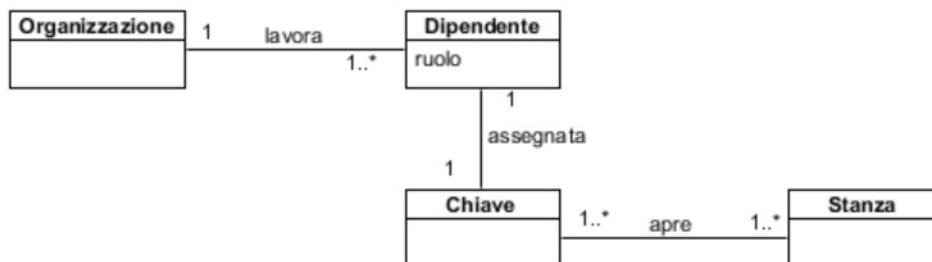 Organizzazione
1
lavora
1..*
Dipendente
ruolo
1
assegnata
1
Chiave
1..*
apre
1..*
Stanza